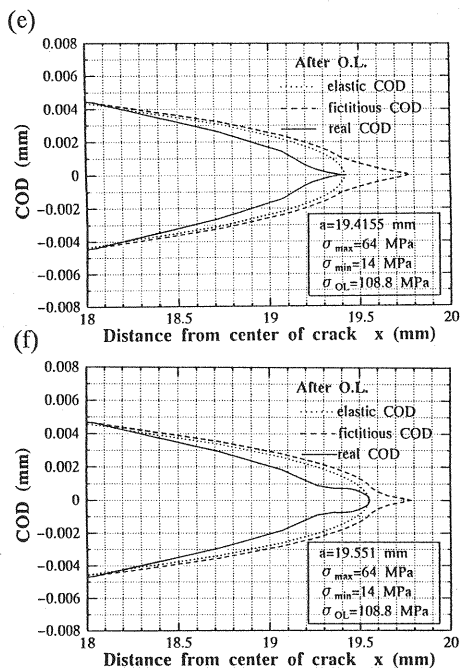 (e)
0.008
0.006
0.004
0.002
0
−0.002
−0.004
−0.006
−0.008
COD (mm)
After O.L.
elastic COD
fictitious COD
real COD
a=19.4155 mm
σmax=64 MPa
σmin=14 MPa
σOL=108.8 MPa
18 18.5 19 19.5 20
Distance from center of crack x (mm)
(f)
0.008
0.006
0.004
0.002
0
−0.002
−0.004
−0.006
−0.008
COD (mm)
After O.L.
elastic COD
fictitious COD
real COD
a=19.551 mm
σmax=64 MPa
σmin=14 MPa
σOL=108.8 MPa
18 18.5 19 19.5 20
Distance from center of crack x (mm)